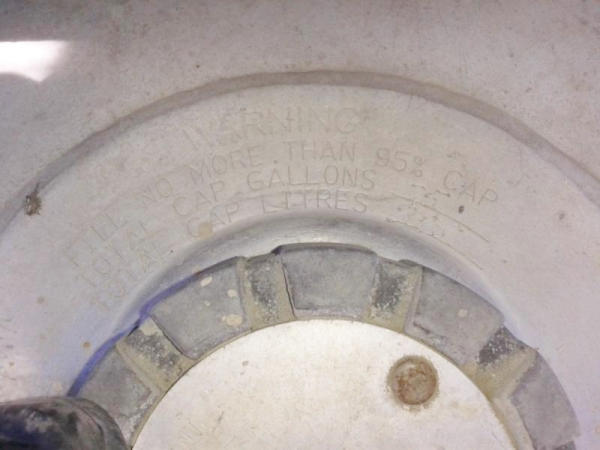 WARNING
FILL NO MORE THAN 95% CAP
TOTAL CAP GALLONS
TOTAL CAP LITRES